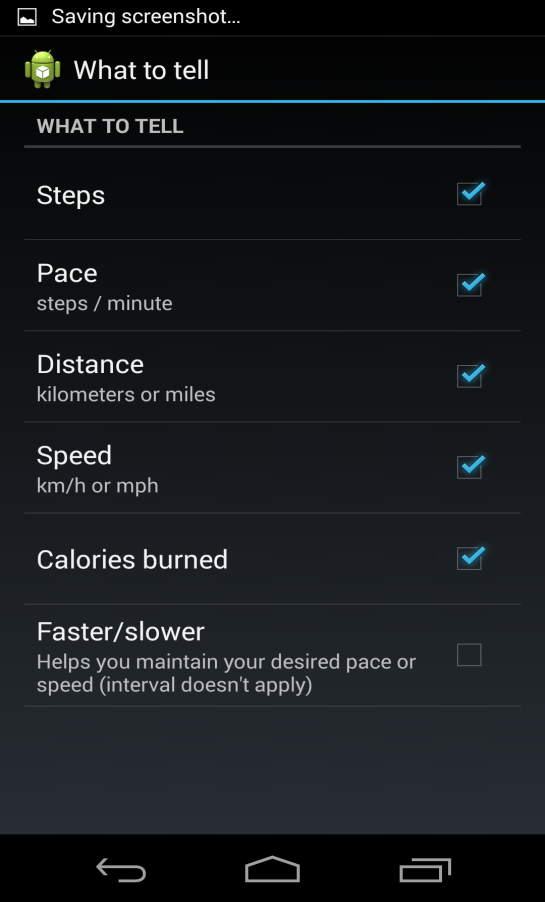 Saving screenshot...
What to tell
WHAT TO TELL
Steps
Pace
steps / minute
Distance
kilometers or miles
Speed
km/h or mph
Calories burned
Faster/slower
Helps you maintain your desired pace or
speed (interval doesn't apply)